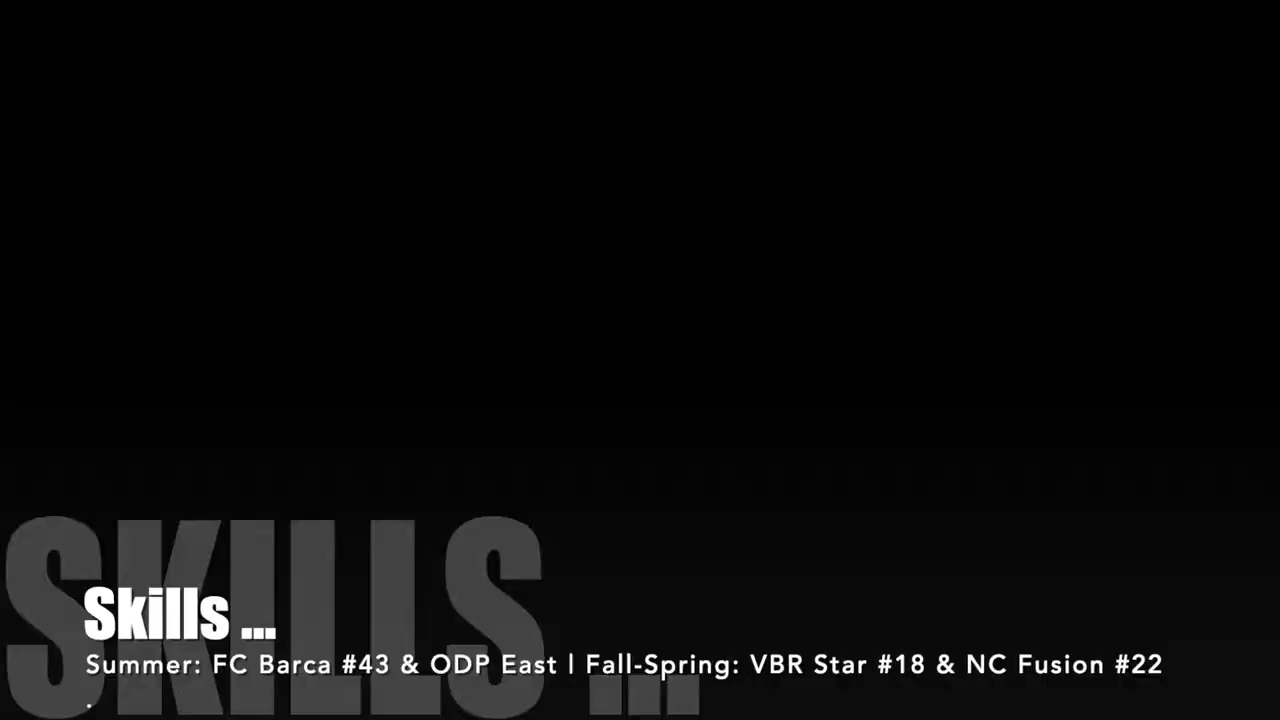 SKILLS ...
Skills ...
Summer: FC Barca #43 & ODP East | Fall-Spring: VBR Star #18 & NC Fusion #22
.